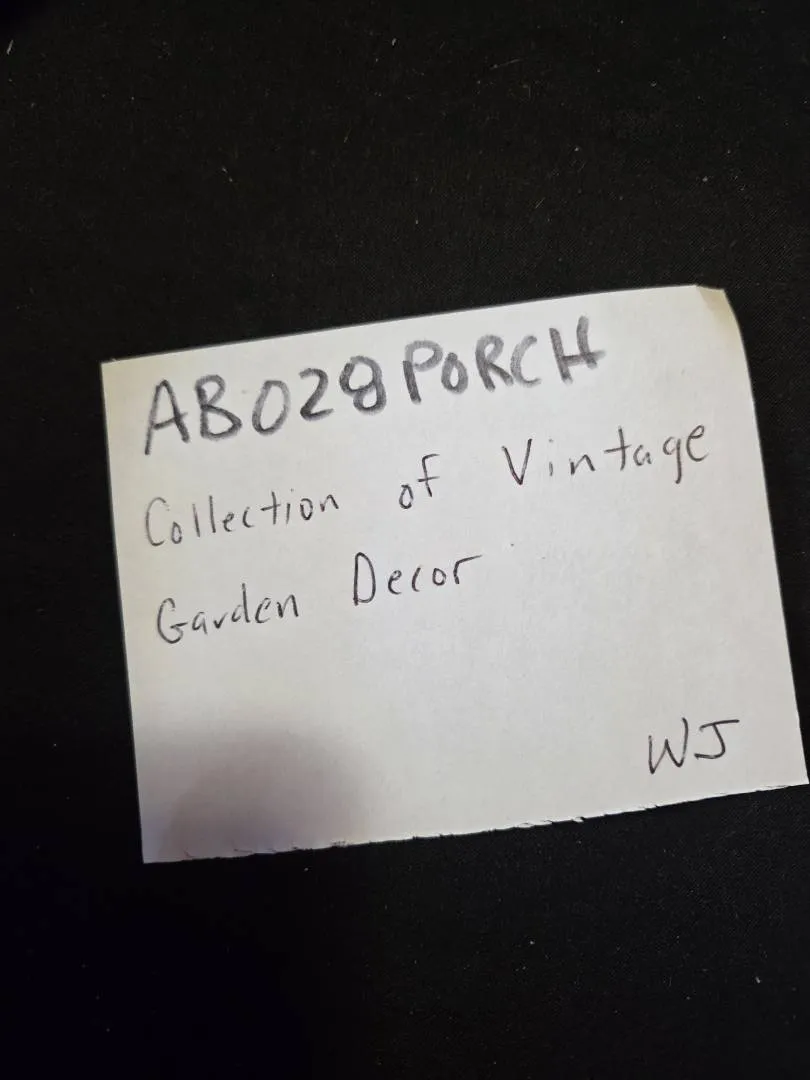 AB028PORCH
Collection of Vintage
Garden Decor
WJ